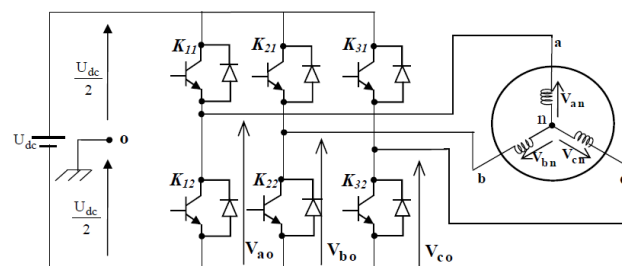 K11
K21
K31
a
Udc
2
Van
Udc
o
n
Vbn
Vcn
K12
K22
K32
b
c
Udc
2
Vao
Vbo
Vco